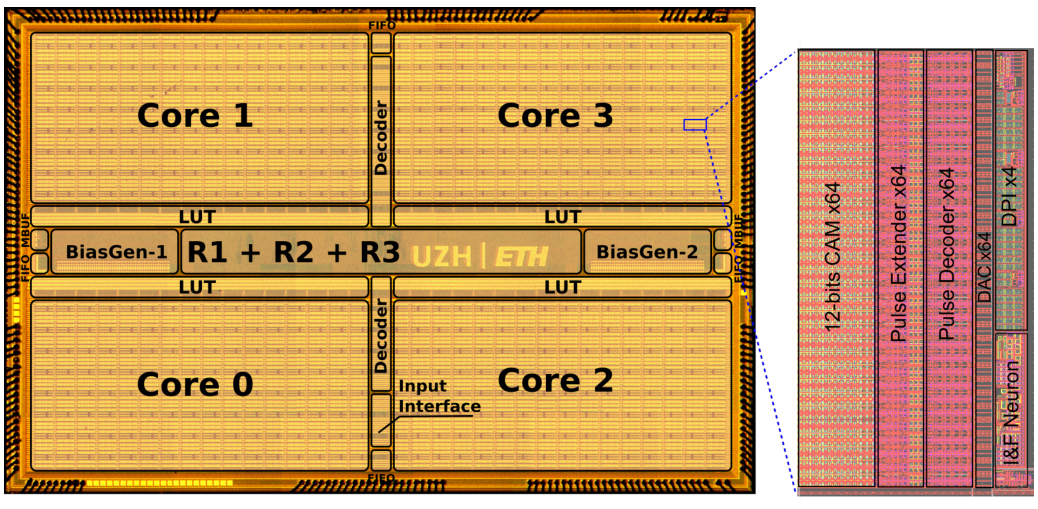 FIFO
Core 1
Core 3
Decoder
LUT
LUT
MBUF
FIFO
BiasGen-1
R1 + R2 + R3
UZH | ETH
BiasGen-2
MBUF
FIFO
LUT
LUT
Decoder
Core 0
Core 2
Input
Interface
FIFO
12-bits CAM x64
Pulse Extender x64
Pulse Decoder x64
DAC x64
DPI x4
I&F Neuron